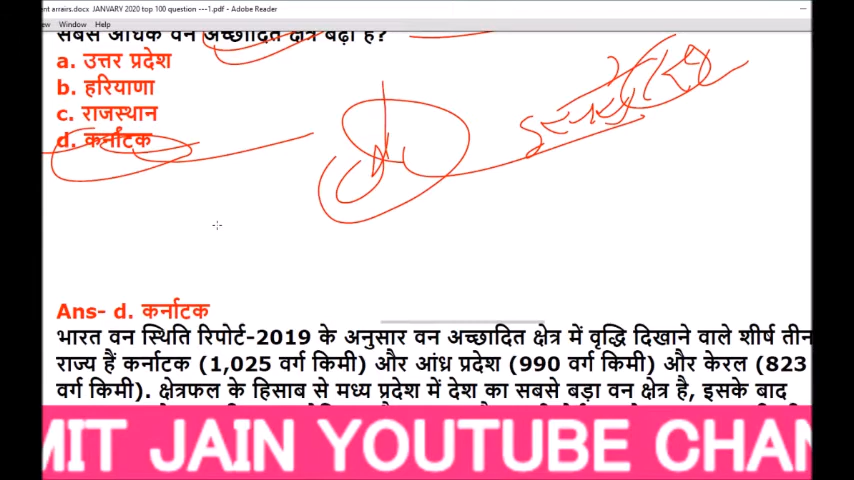 ent arrairs.docx JANVARY 2020 top 100 question ---1.pdf - Adobe Reader
View Window Help
सबसे अधिक वन अच्छादित क्षेत्र बढ़ा है?
a. उत्तर प्रदेश
b. हरियाणा
c. राजस्थान
d. कर्नाटक
Ans- d. कर्नाटक
भारत वन स्थिति रिपोर्ट-2019 के अनुसार वन अच्छादित क्षेत्र में वृद्धि दिखाने वाले शीर्ष तीन
राज्य हैं कर्नाटक (1,025 वर्ग किमी) और आंध्र प्रदेश (990 वर्ग किमी) और केरल (823
वर्ग किमी). क्षेत्रफल के हिसाब से मध्य प्रदेश में देश का सबसे बड़ा वन क्षेत्र है, इसके बाद
MIT JAIN YOUTUBE CHAN